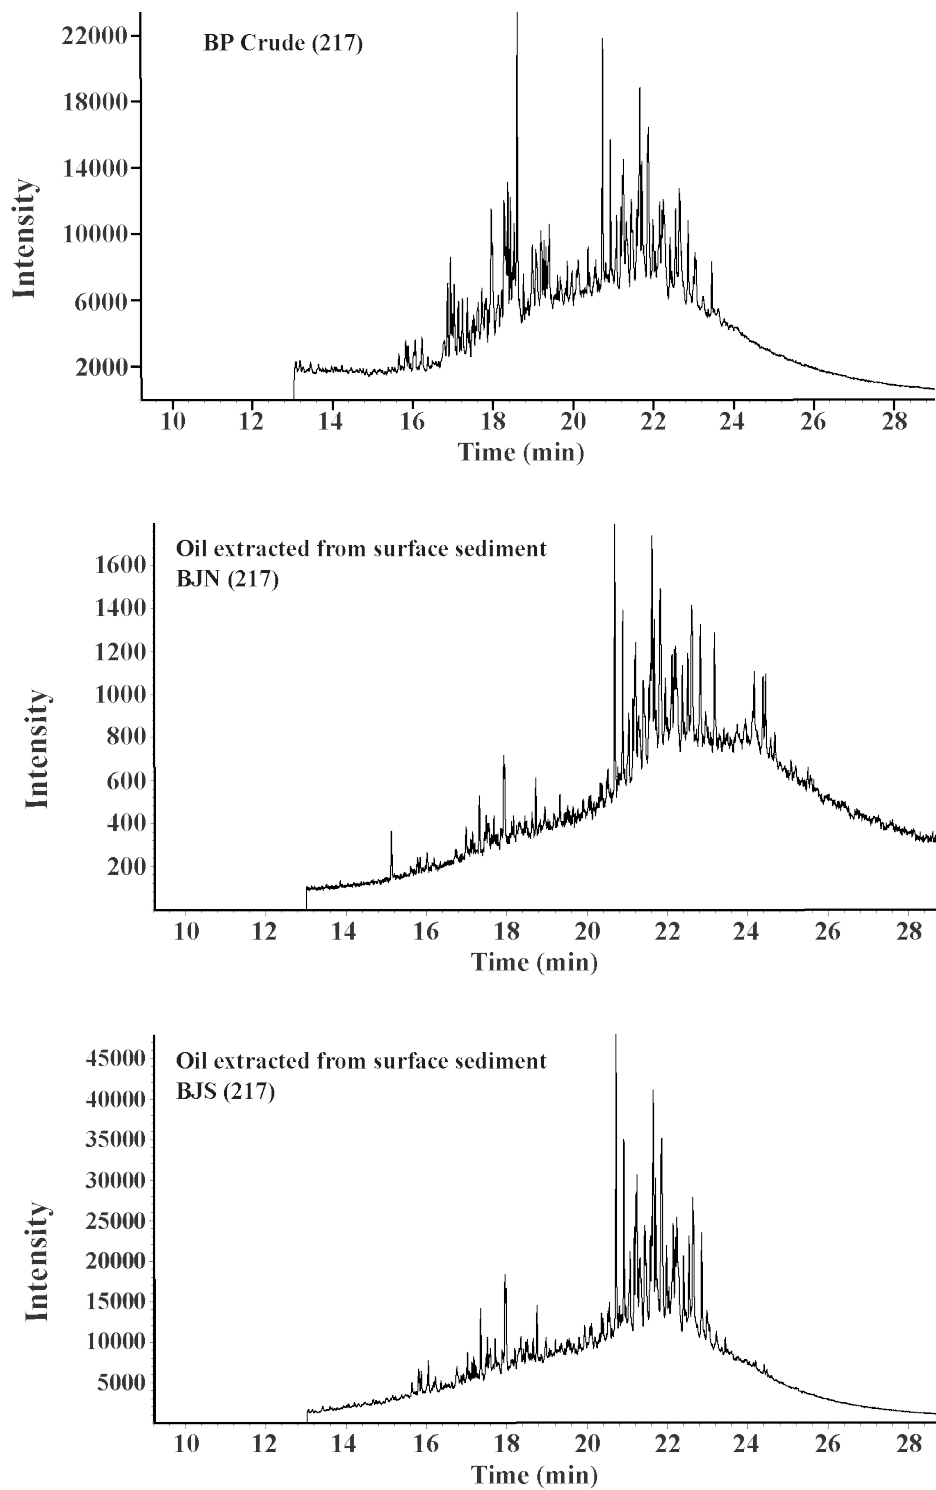 BP Crude (217)
22000
18000
14000
10000
6000
2000
Intensity
10 12 14 16 18 20 22 24 26 28
Time (min)
Oil extracted from surface sediment
BJN (217)
1600
1400
1200
1000
800
600
400
200
Intensity
10 12 14 16 18 20 22 24 26 28
Time (min)
Oil extracted from surface sediment
BJS (217)
45000
40000
35000
30000
25000
20000
15000
10000
5000
Intensity
10 12 14 16 18 20 22 24 26 28
Time (min)